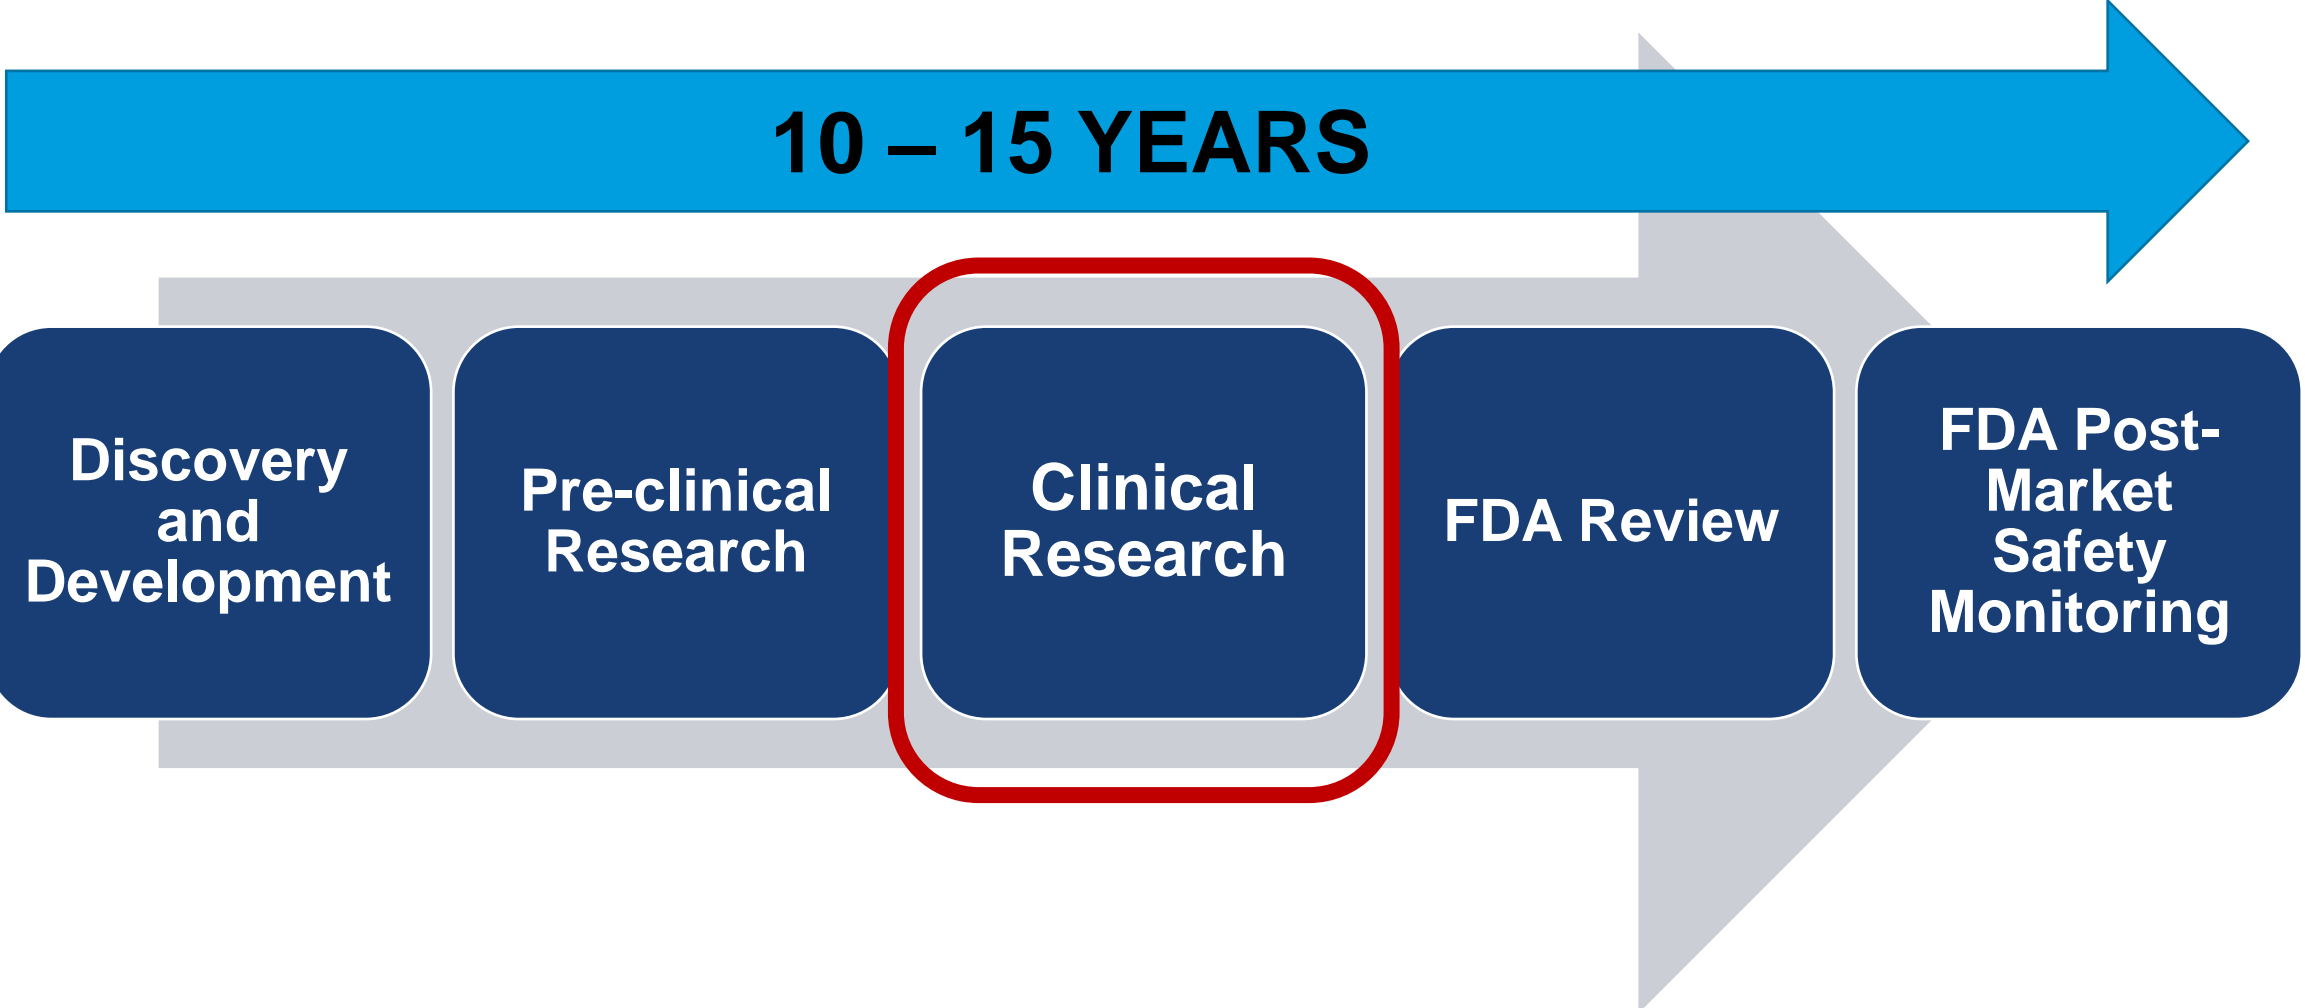 10 – 15 YEARS
Discovery
and
Development
Pre-clinical
Research
Clinical
Research
FDA Review
FDA Post-
Market
Safety
Monitoring